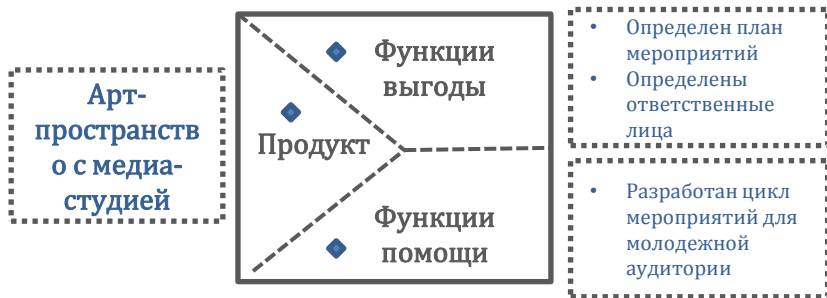 Арт-
пространств
о с медиа-
студией
Функции
выгоды
Продукт
Функции
помощи
• Определен план
мероприятий
• Определены
ответственные
лица
• Разработан цикл
мероприятий для
молодежной
аудитории